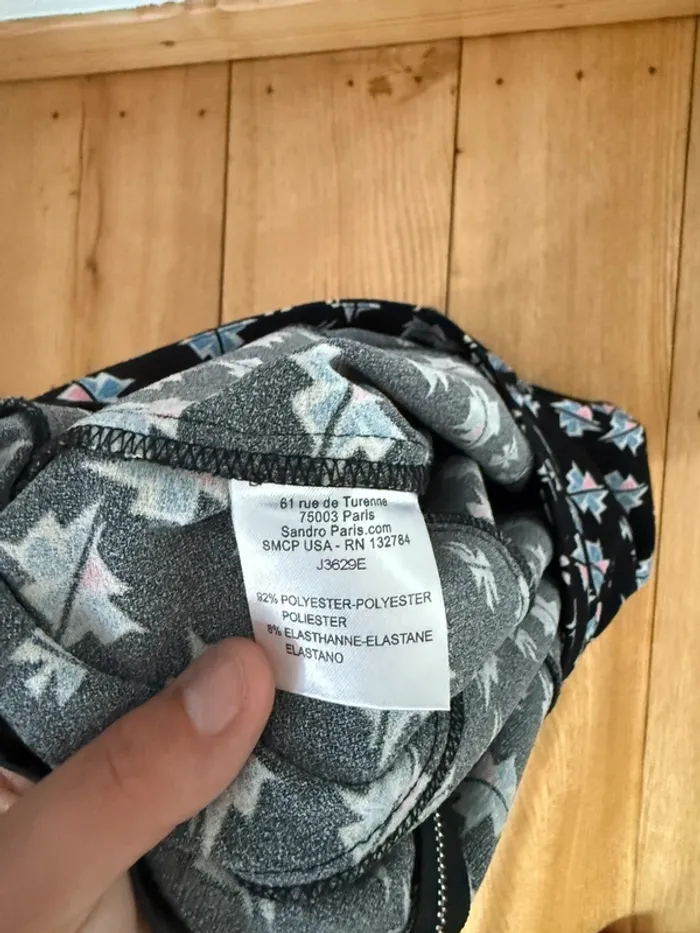 61 rue de Turenne
75003 Paris
Sandro Paris.com
SMCP USA - RN 132784
J3629E
92% POLYESTER-POLYESTER
POLIESTER
8% ELASTHANNE-ELASTANE
ELASTANO